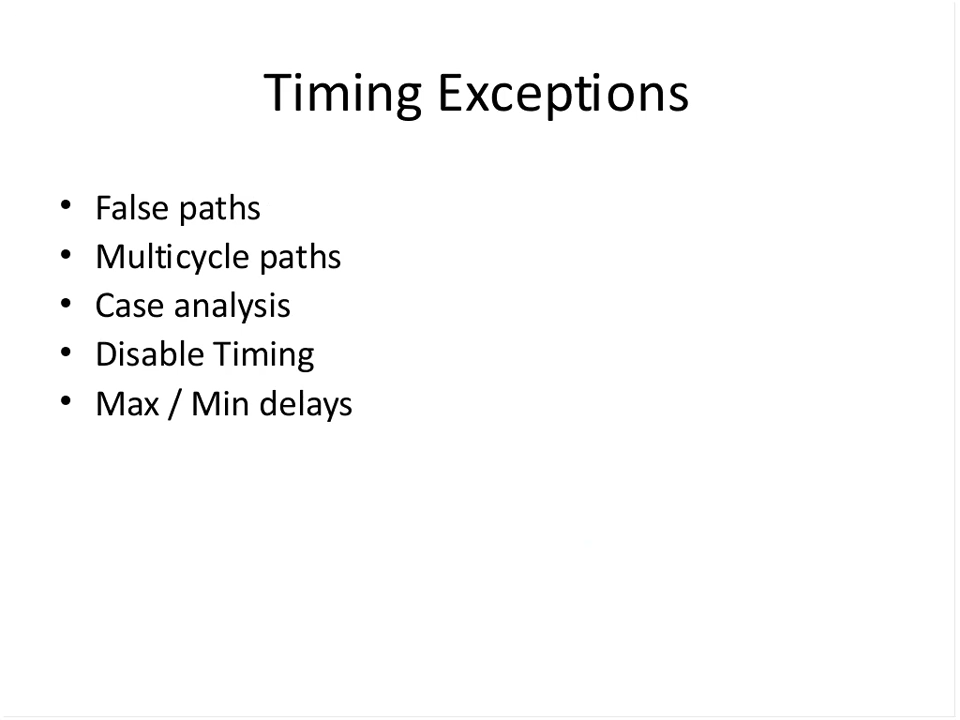 Timing Exceptions
• False paths
• Multicycle paths
• Case analysis
• Disable Timing
• Max / Min delays